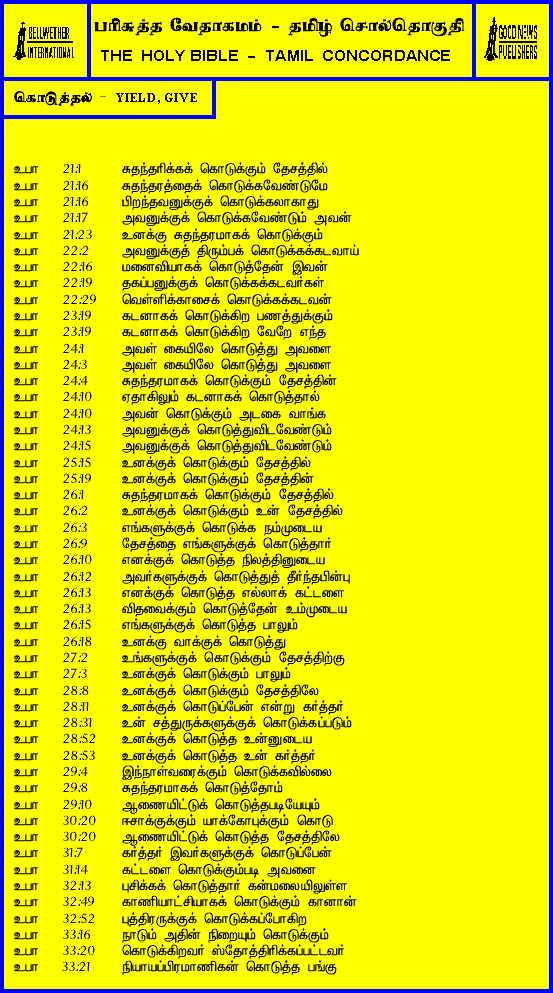 BELLWETHER
INTERNATIONAL
பரிசுத்த வேதாகமம் - தமிழ் சொல்தொகுதி
THE HOLY BIBLE - TAMIL CONCORDANCE
GOOD NEWS
PUBLISHERS
கொடுத்தல் - YIELD, GIVE
உபா 21:1 சுதந்தரிக்கக் கொடுக்கும் தேசத்தில்
உபா 21:16 சுதந்தரத்தைக் கொடுக்கவேண்டுமே
உபா 21:16 பிறந்தவனுக்குக் கொடுக்கலாகாது
உபா 21:17 அவனுக்குக் கொடுக்கவேண்டும் அவன்
உபா 21:23 உனக்கு சுதந்தரமாகக் கொடுக்கும்
உபா 22:2 அவனுக்குத் திரும்பக் கொடுக்கக்கடவாய்
உபா 22:16 மனைவியாகக் கொடுத்தேன் இவன்
உபா 22:19 தகப்பனுக்குக் கொடுக்கக்கடவர்கள்
உபா 22:29 வெள்ளிக்காசைக் கொடுக்கக்கடவன்
உபா 23:19 கடனாகக் கொடுக்கிற பணத்துக்கும்
உபா 23:19 கடனாகக் கொடுக்கிற வேறே எந்த
உபா 24:1 அவள் கையிலே கொடுத்து அவளை
உபா 24:3 அவள் கையிலே கொடுத்து அவளை
உபா 24:4 சுதந்தரமாகக் கொடுக்கும் தேசத்தின்
உபா 24:10 ஏதாகிலும் கடனாகக் கொடுத்தால்
உபா 24:10 அவன் கொடுக்கும் அடகை வாங்க
உபா 24:13 அவனுக்குக் கொடுத்துவிடவேண்டும்
உபா 24:15 அவனுக்குக் கொடுத்துவிடவேண்டும்
உபா 25:15 உனக்குக் கொடுக்கும் தேசத்தில்
உபா 25:19 உனக்குக் கொடுக்கும் தேசத்தின்
உபா 26:1 சுதந்தரமாகக் கொடுக்கும் தேசத்தில்
உபா 26:2 உனக்குக் கொடுக்கும் உன் தேசத்தில்
உபா 26:3 எங்களுக்குக் கொடுக்க நம்முடைய
உபா 26:9 தேசத்தை எங்களுக்குக் கொடுத்தார்
உபா 26:10 எனக்குக் கொடுத்த நிலத்தினுடைய
உபா 26:12 அவர்களுக்குக் கொடுத்துத் தீர்ந்தபின்பு
உபா 26:13 எனக்குக் கொடுத்த எல்லாக் கட்டளை
உபா 26:13 விதவைக்கும் கொடுத்தேன் உம்முடைய
உபா 26:15 எங்களுக்குக் கொடுத்த பாலும்
உபா 26:18 உனக்கு வாக்குக் கொடுத்து
உபா 27:2 உங்களுக்குக் கொடுக்கும் தேசத்திற்கு
உபா 27:3 உனக்குக் கொடுக்கும் பாலும்
உபா 28:8 உனக்குக் கொடுக்கும் தேசத்திலே
உபா 28:11 உனக்குக் கொடுப்பேன் என்று கர்த்தர்
உபா 28:31 உன் சத்துருக்களுக்குக் கொடுக்கப்படும்
உபா 28:52 உனக்குக் கொடுத்த உன்னுடைய
உபா 28:53 உனக்குக் கொடுத்த உன் கர்த்தர்
உபா 29:4 இந்நாள்வரைக்கும் கொடுக்கவில்லை
உபா 29:8 சுதந்தரமாகக் கொடுத்தோம்
உபா 29:10 ஆணையிட்டுக் கொடுத்தபடியேயும்
உபா 30:20 ஈசாக்குக்கும் யாக்கோபுக்கும் கொடு
உபா 30:20 ஆணையிட்டுக் கொடுத்த தேசத்திலே
உபா 31:7 கர்த்தர் இவர்களுக்குக் கொடுப்பேன்
உபா 31:14 கட்டளை கொடுக்கும்படி அவனை
உபா 32:13 புசிக்கக் கொடுத்தார் கன்மலையிலுள்ள
உபா 32:49 காணியாட்சியாகக் கொடுக்கும் கானான்
உபா 32:52 புத்திரருக்குக் கொடுக்கப்போகிற
உபா 33:16 நாடும் அதின் நிறையும் கொடுக்கும்
உபா 33:20 கொடுக்கிறவர் ஸ்தோத்திரிக்கப்பட்டவர்
உபா 33:21 நியாயப்பிரமாணிகன் கொடுத்த பங்கு